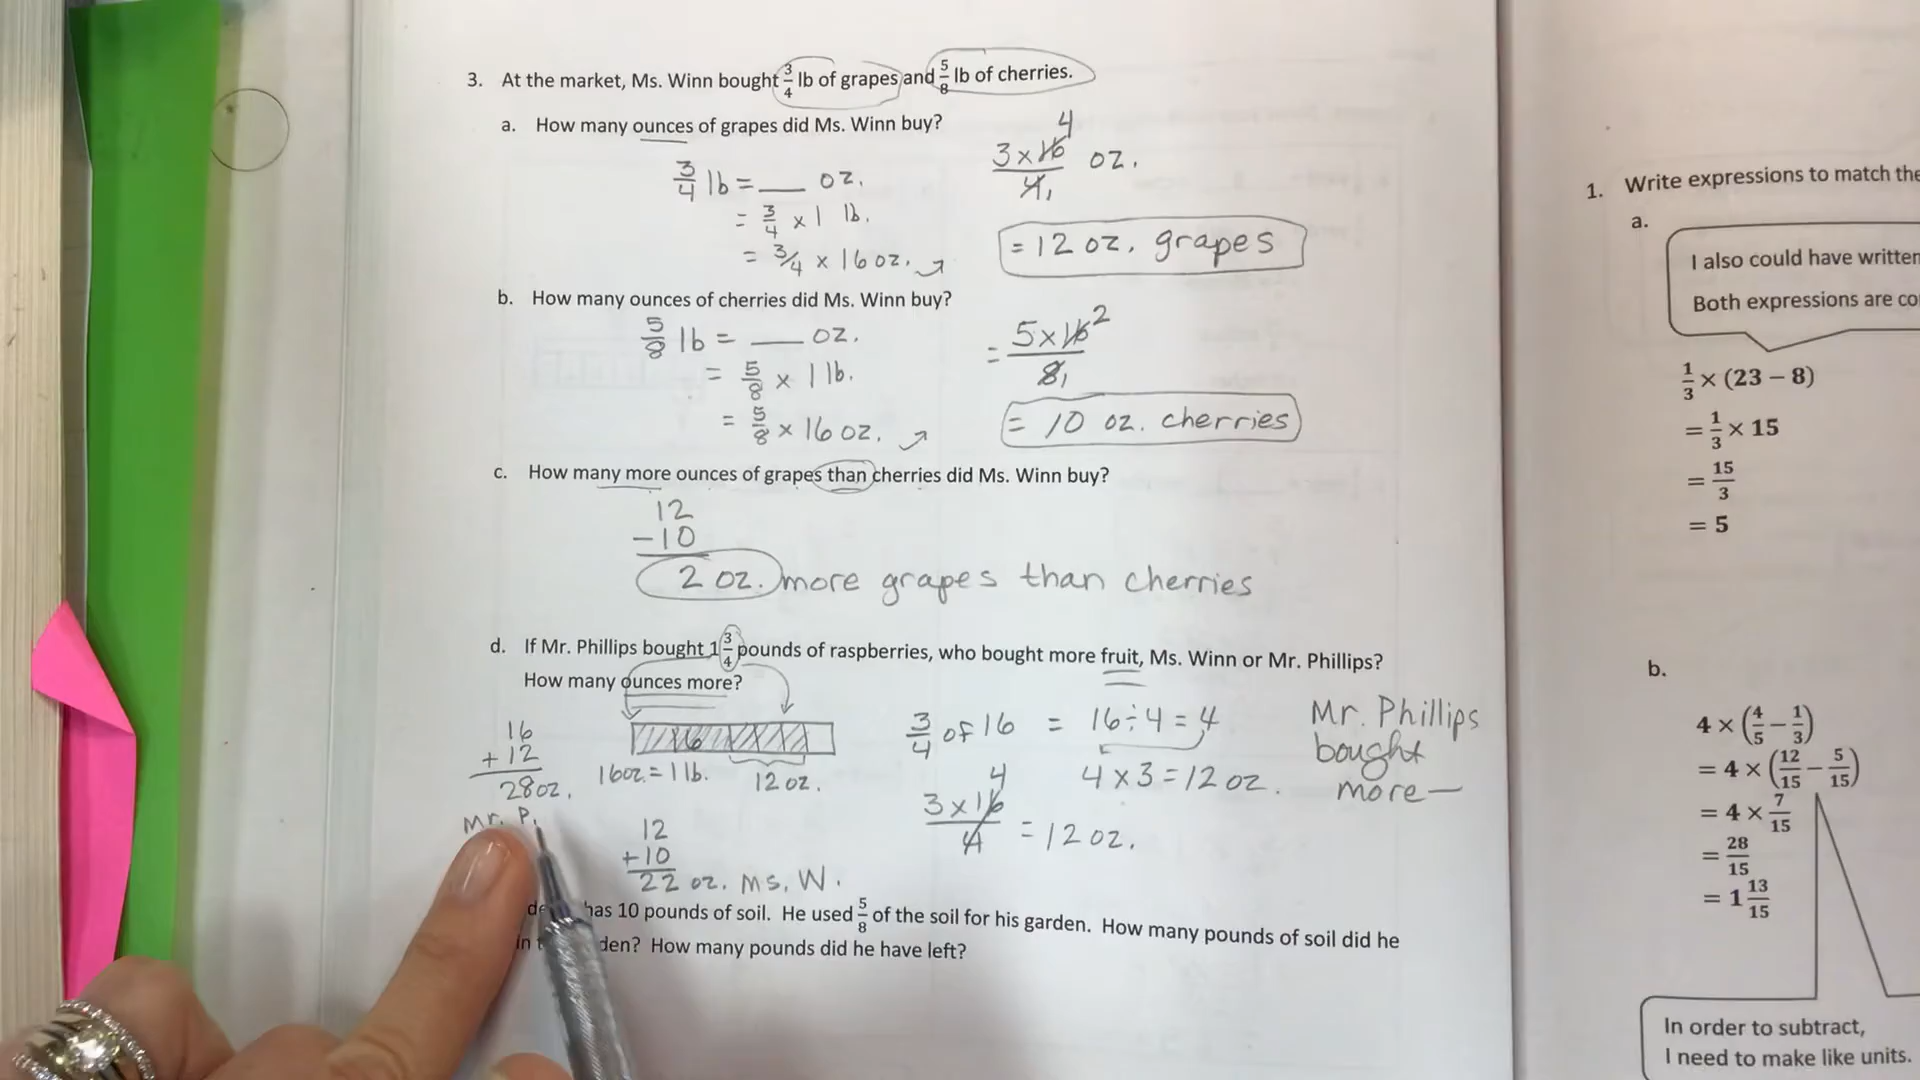 3. At the market, Ms. Winn bought 3/4 lb of grapes and 5/8 lb of cherries.
a. How many ounces of grapes did Ms. Winn buy?
3/4 lb = ___ oz.
= 3/4 x 1 lb.
= 3/4 x 16 oz.
4
3 x 16 oz.
4 1
= 12 oz. grapes
b. How many ounces of cherries did Ms. Winn buy?
5/8 lb = ___ oz.
= 5/8 x 1 lb.
= 5/8 x 16 oz.
= 5 x 16 2
8 1
= 10 oz. cherries
c. How many more ounces of grapes than cherries did Ms. Winn buy?
12
-10
2 oz. more grapes than cherries
d. If Mr. Phillips bought 1 3/4 pounds of raspberries, who bought more fruit, Ms. Winn or Mr. Phillips?
How many ounces more?
16
+12
28 oz.
Mr. P.
16
16oz. = 1 lb.
12 oz.
12
+10
22 oz. Ms. W.
3/4 of 16 = 16 ÷ 4 = 4
4 x 3 = 12 oz.
4
3 x 16
4
= 12 oz.
Mr. Phillips
bought
more—
has 10 pounds of soil. He used 5/8 of the soil for his garden. How many pounds of soil did he
in den? How many pounds did he have left?
1. Write expressions to match the
a.
I also could have written
Both expressions are
1/3 × (23 − 8)
= 1/3 × 15
= 15/3
= 5
b.
4 × (4/5 − 1/3)
= 4 × (12/15 − 5/15)
= 4 × 7/15
= 28/15
= 1 13/15
In order to subtract,
I need to make like units.